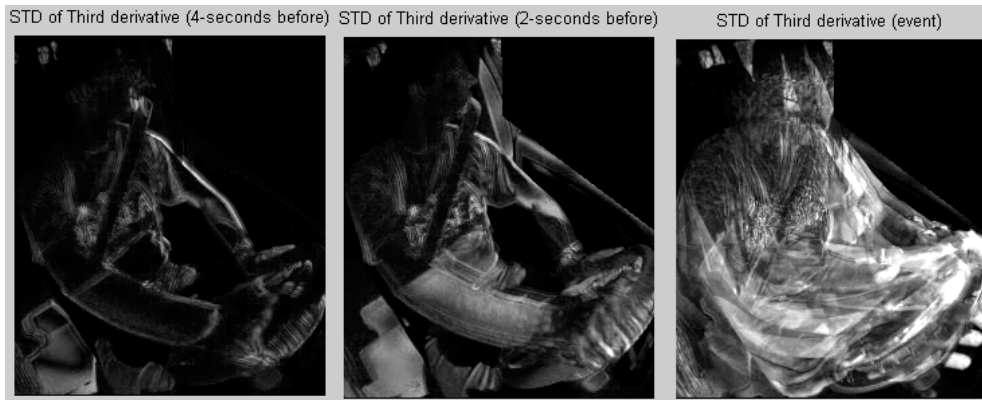 STD of Third derivative (4-seconds before)
STD of Third derivative (2-seconds before)
STD of Third derivative (event)